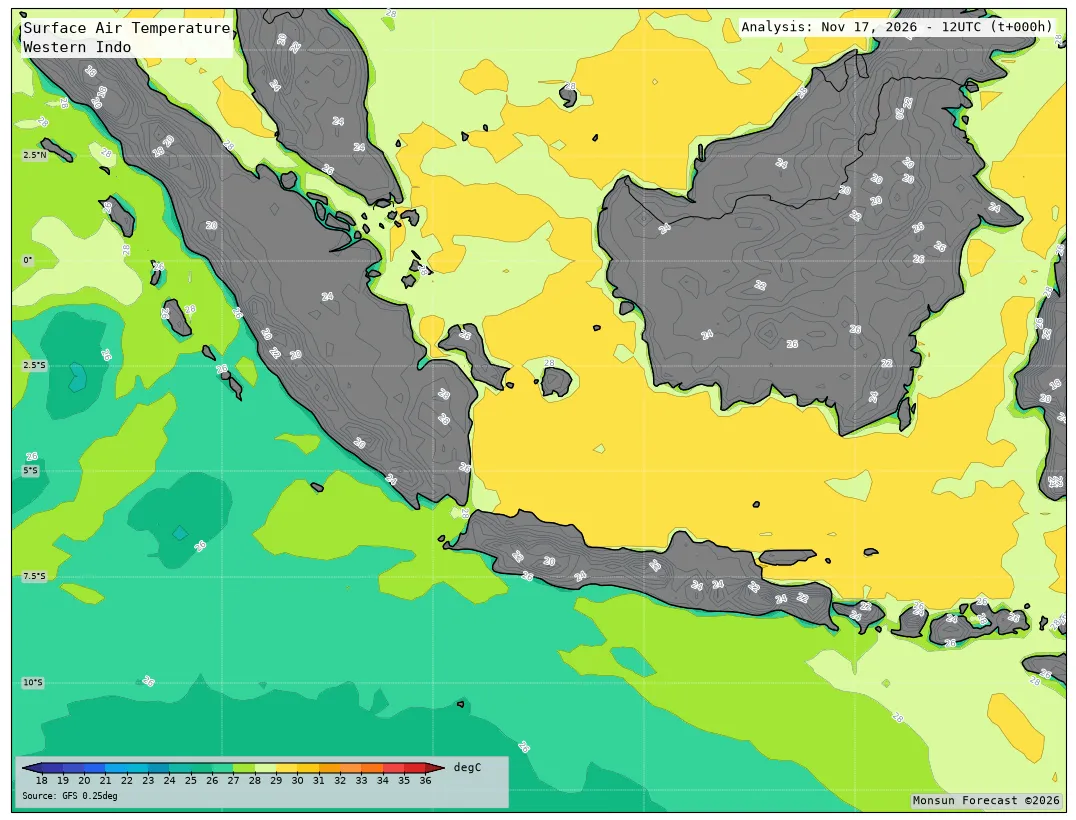 Surface Air Temperature
Western Indo
Analysis: Nov 17, 2026 - 12UTC (t+000h)
2.5°N
0°
2.5°S
5°S
7.5°S
10°S
18 19 20 21 22 23 24 25 26 27 28 29 30 31 32 33 34 35 36 degC
Source: GFS 0.25deg
Monsun Forecast ©2026